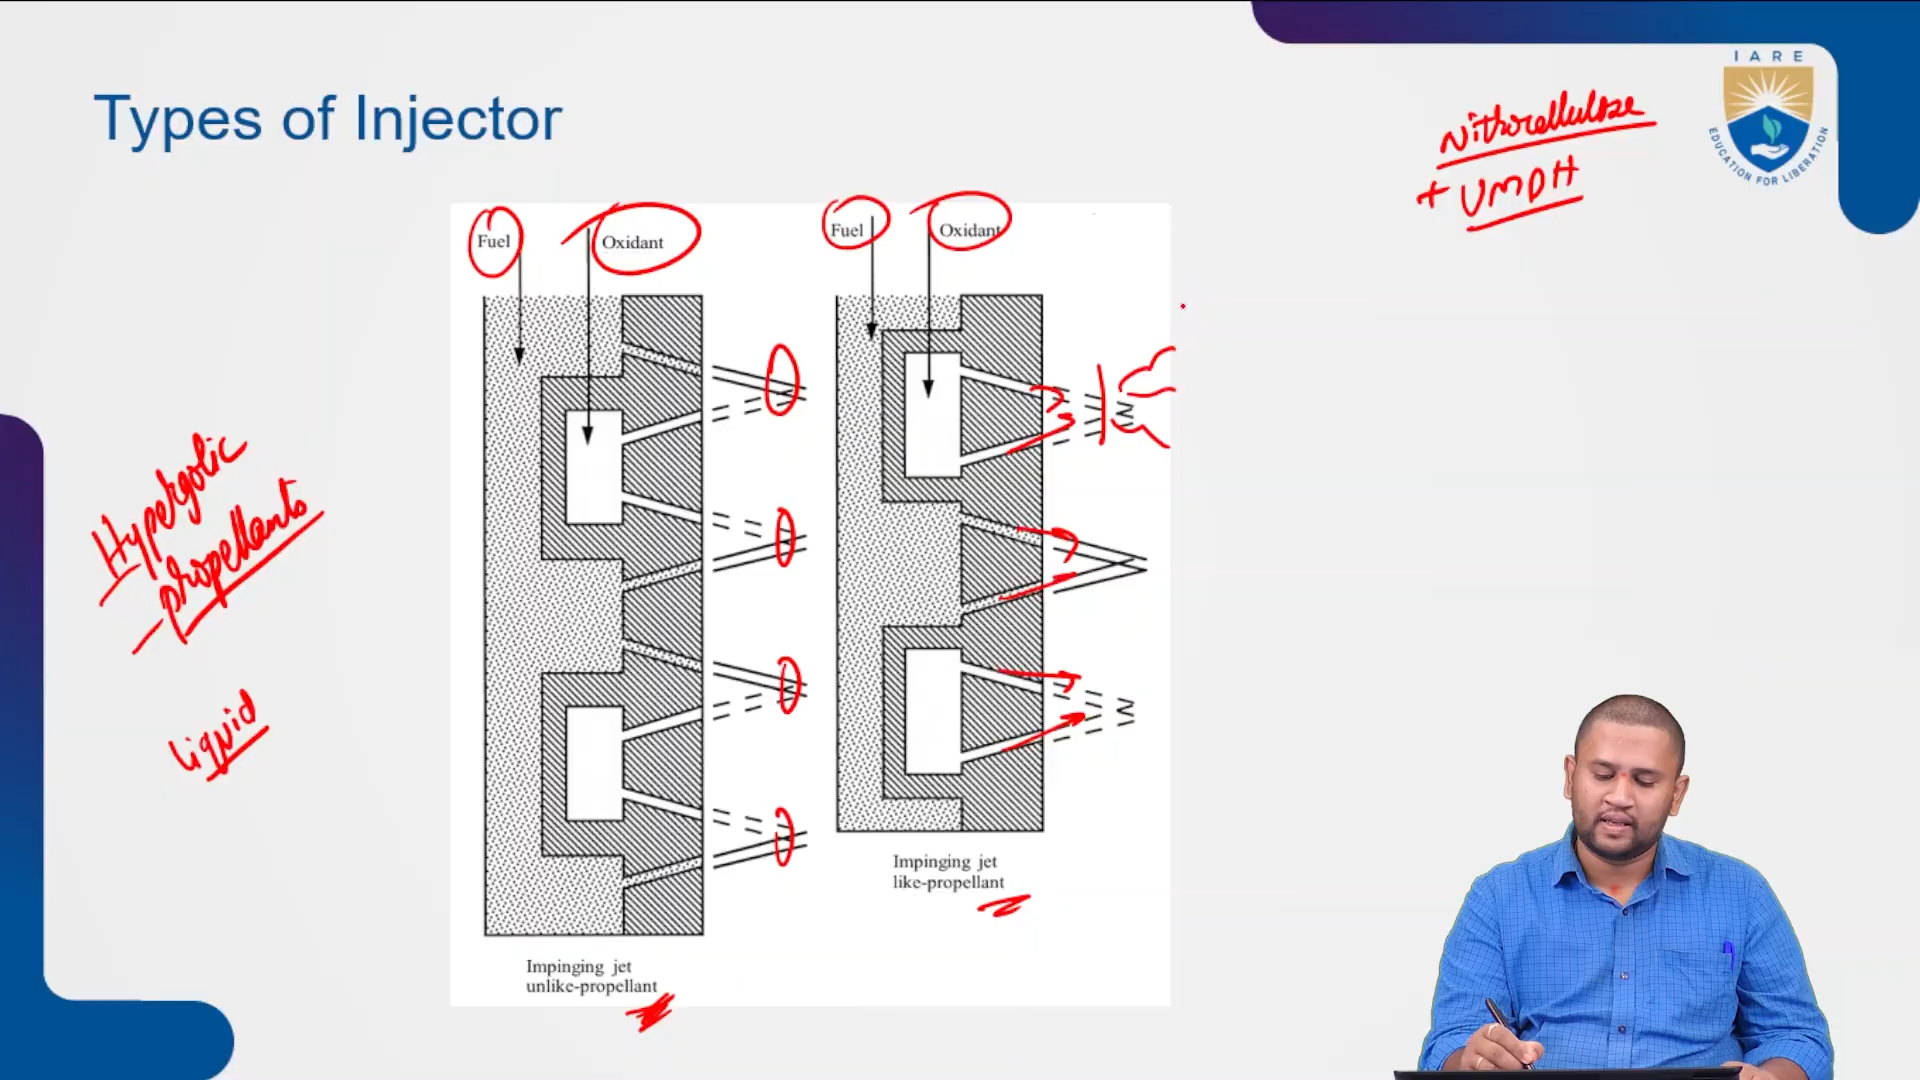 IARE
EDUCATION FOR LIBERATION
Types of Injector
Nitrocellulose
+ UMDH
Fuel
Oxidant
Fuel
Oxidant
Hypergolic
propellants
Liquid
Impinging jet
like-propellant
Impinging jet
unlike-propellant